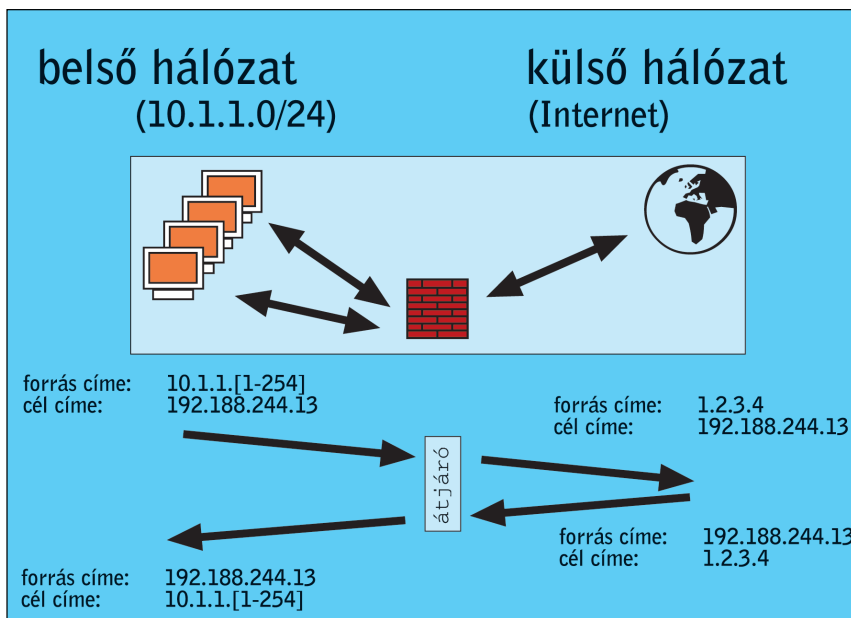 belső hálózat
(10.1.1.0/24)
külső hálózat
(Internet)
forrás címe: 10.1.1.[1-254]
cél címe: 192.188.244.13
forrás címe: 1.2.3.4
cél címe: 192.188.244.13
átjáró
forrás címe: 192.188.244.13
cél címe: 1.2.3.4
forrás címe: 192.188.244.13
cél címe: 10.1.1.[1-254]